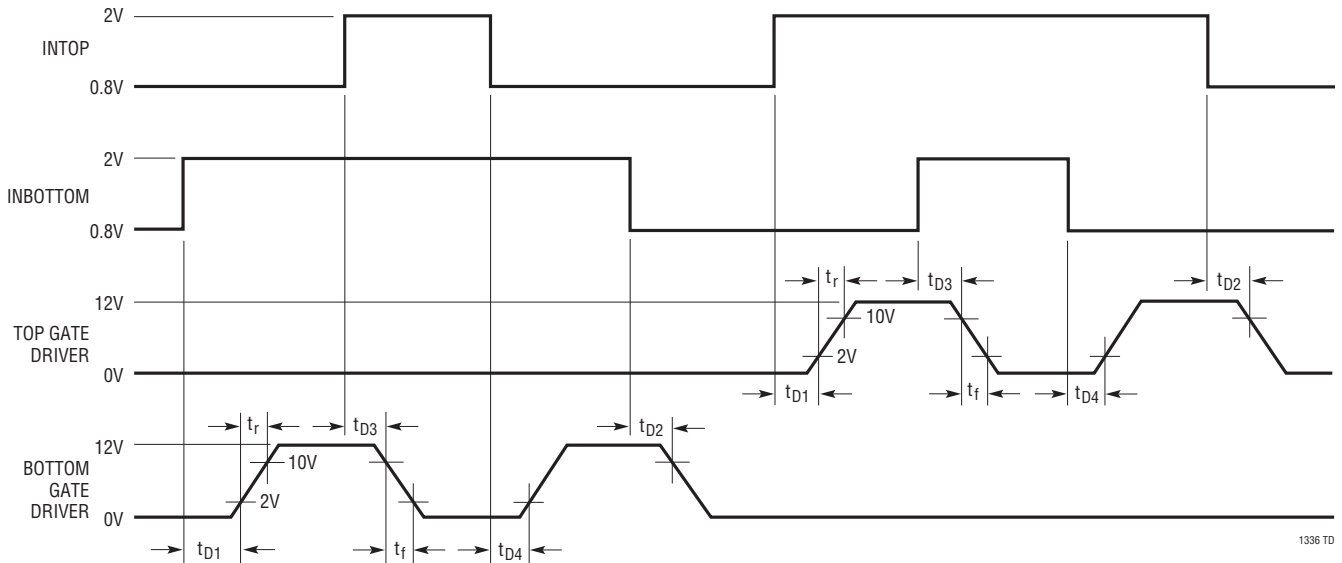 2V
INTOP
0.8V
2V
INBOTTOM
0.8V
tr
tD3
tD2
12V
10V
TOP GATE
DRIVER
2V
0V
tD1
tf
tD4
tr
tD3
tD2
12V
10V
BOTTOM
GATE
DRIVER
2V
0V
tD1
tf
tD4
1336 TD